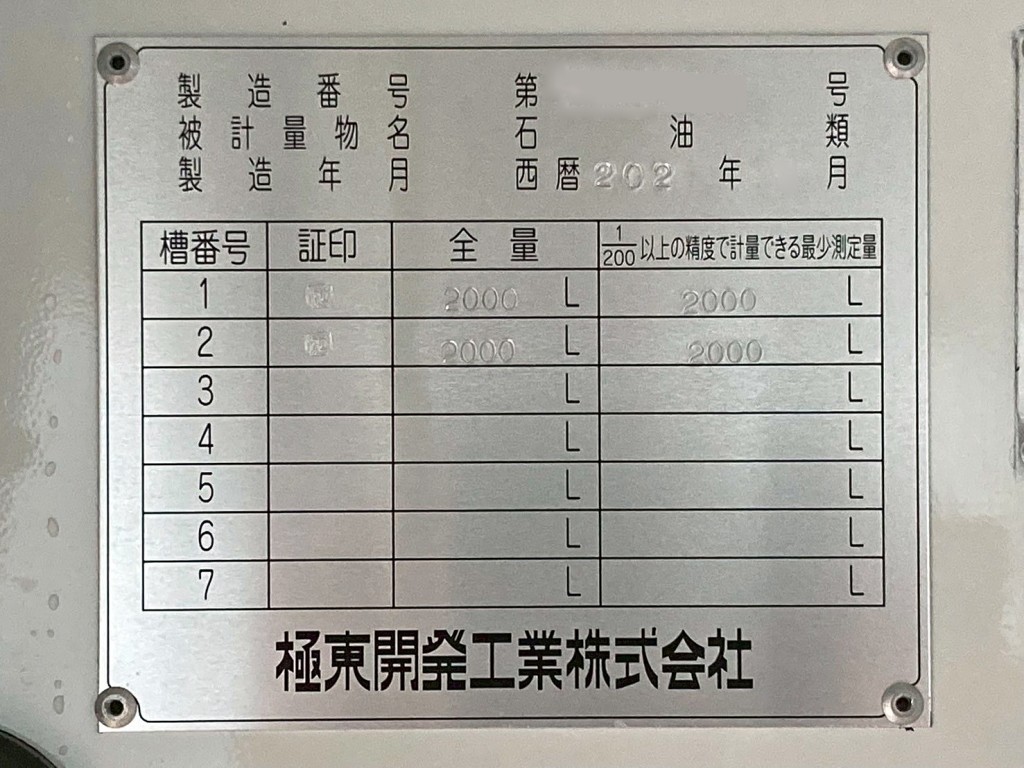 製造番号 第 号
被計量物名 石油類
製造年月 西暦202 年 月
槽番号 証印 全量 1/200 以上の精度で計量できる最少測定量
1 2000 L 2000 L
2 2000 L 2000 L
3 L L
4 L L
5 L L
6 L L
7 L L
極東開発工業株式会社